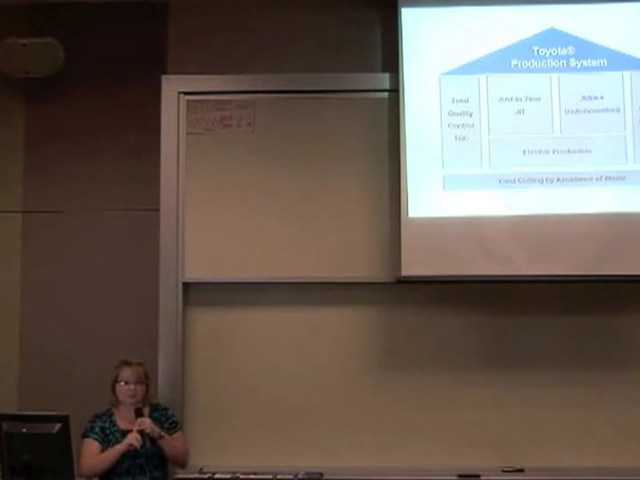 Toyota®
Production System
Total
Quality
Control
TQC
Just-In-Time
JIT
Jidoka
(Autonomation)
Flexible Production
Cost Cutting by Avoidance of Waste